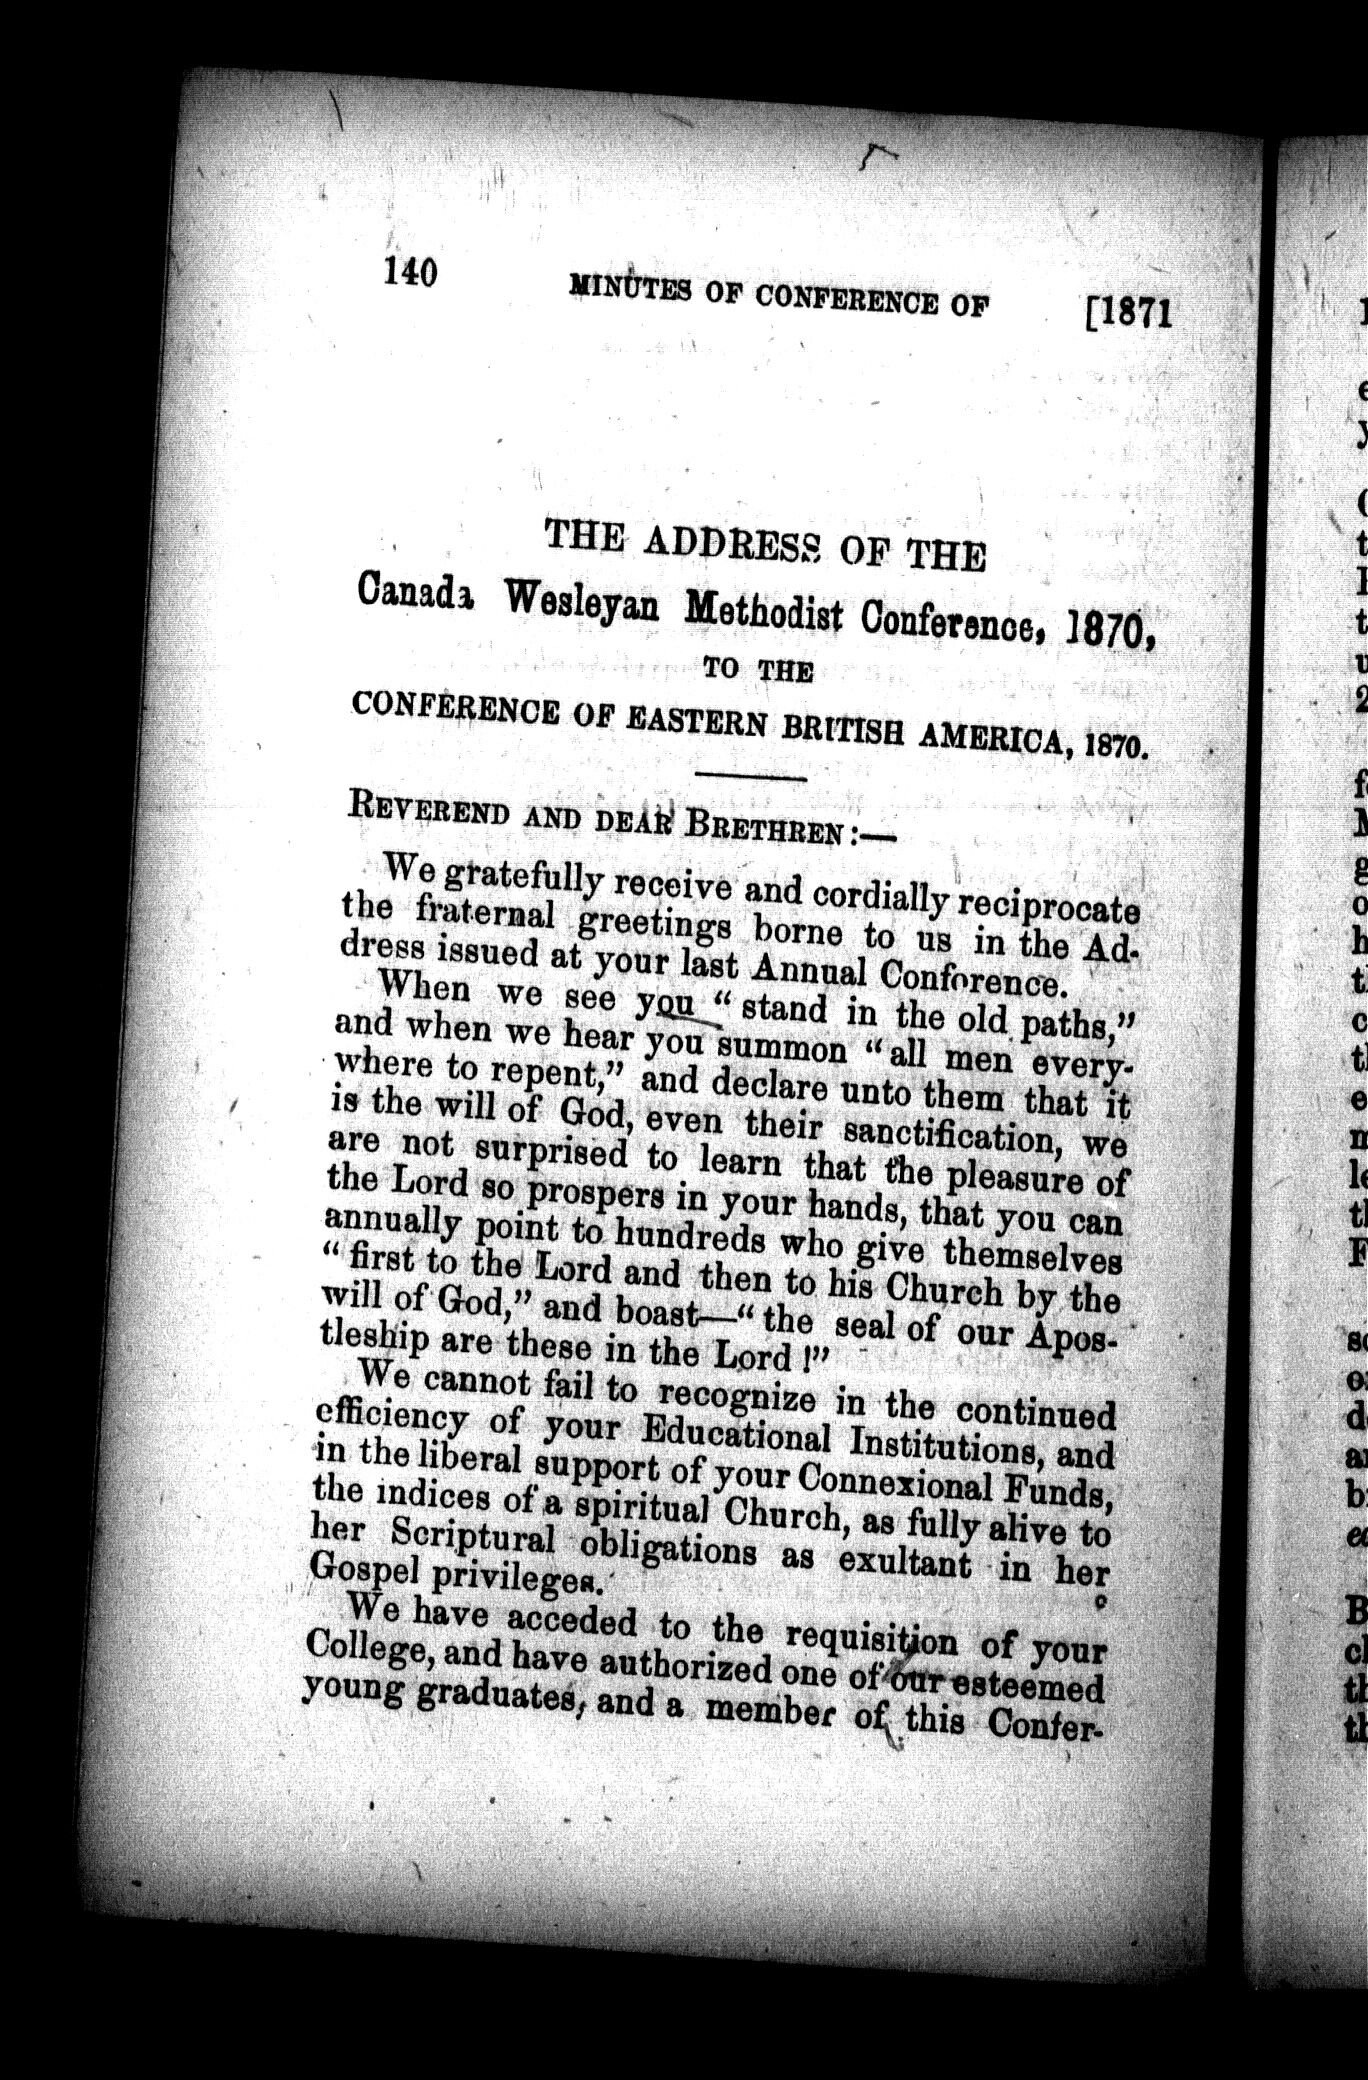 140 MINUTES OF CONFERENCE OF [1871
THE ADDRESS OF THE
Canada Wesleyan Methodist Conference, 1870,
TO THE
CONFERENCE OF EASTERN BRITISH AMERICA, 1870.
REVEREND AND DEAR BRETHREN :—
We gratefully receive and cordially reciprocate
the fraternal greetings borne to us in the Ad-
dress issued at your last Annual Conference.
When we see you “ stand in the old paths,”
and when we hear you summon “ all men every-
where to repent,” and declare unto them that it
is the will of God, even their sanctification, we
are not surprised to learn that the pleasure of
the Lord so prospers in your hands, that you can
annually point to hundreds who give themselves
“ first to the Lord and then to his Church by the
will of God,” and boast—“ the seal of our Apos-
tleship are these in the Lord !”
We cannot fail to recognize in the continued
efficiency of your Educational Institutions, and
in the liberal support of your Connexional Funds,
the indices of a spiritual Church, as fully alive to
her Scriptural obligations as exultant in her
Gospel privileges.
We have acceded to the requisition of your
College, and have authorized one of our esteemed
young graduates, and a member of this Confer-